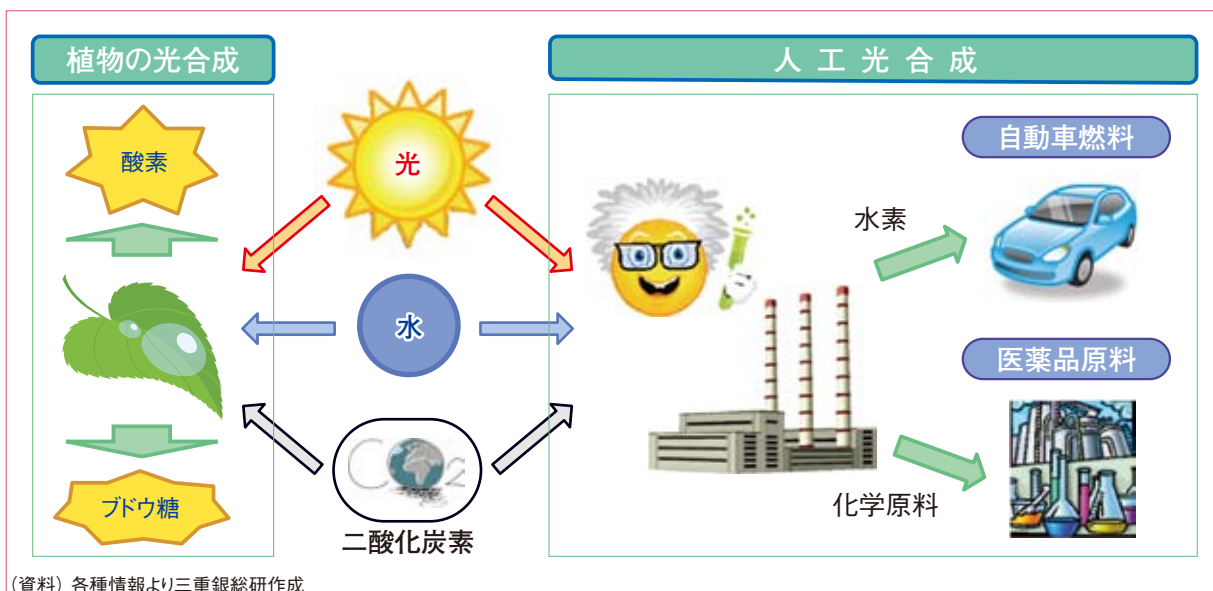 植物の光合成
人工光合成
酸素
ブドウ糖
光
水
CO2
二酸化炭素
水素
化学原料
自動車燃料
医薬品原料
(資料) 各種情報より三重銀総研作成